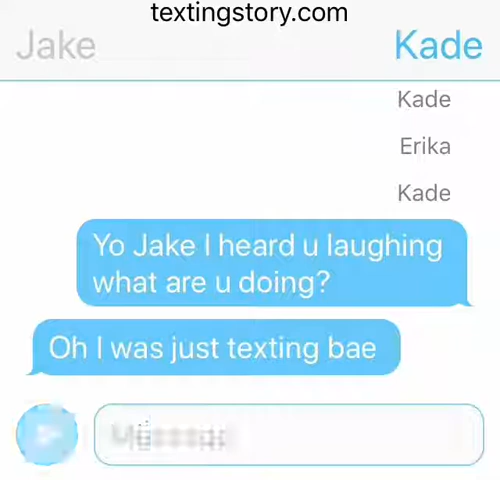 textingstory.com
Jake
Kade
Kade
Erika
Kade
Yo Jake I heard u laughing
what are u doing?
Oh I was just texting bae